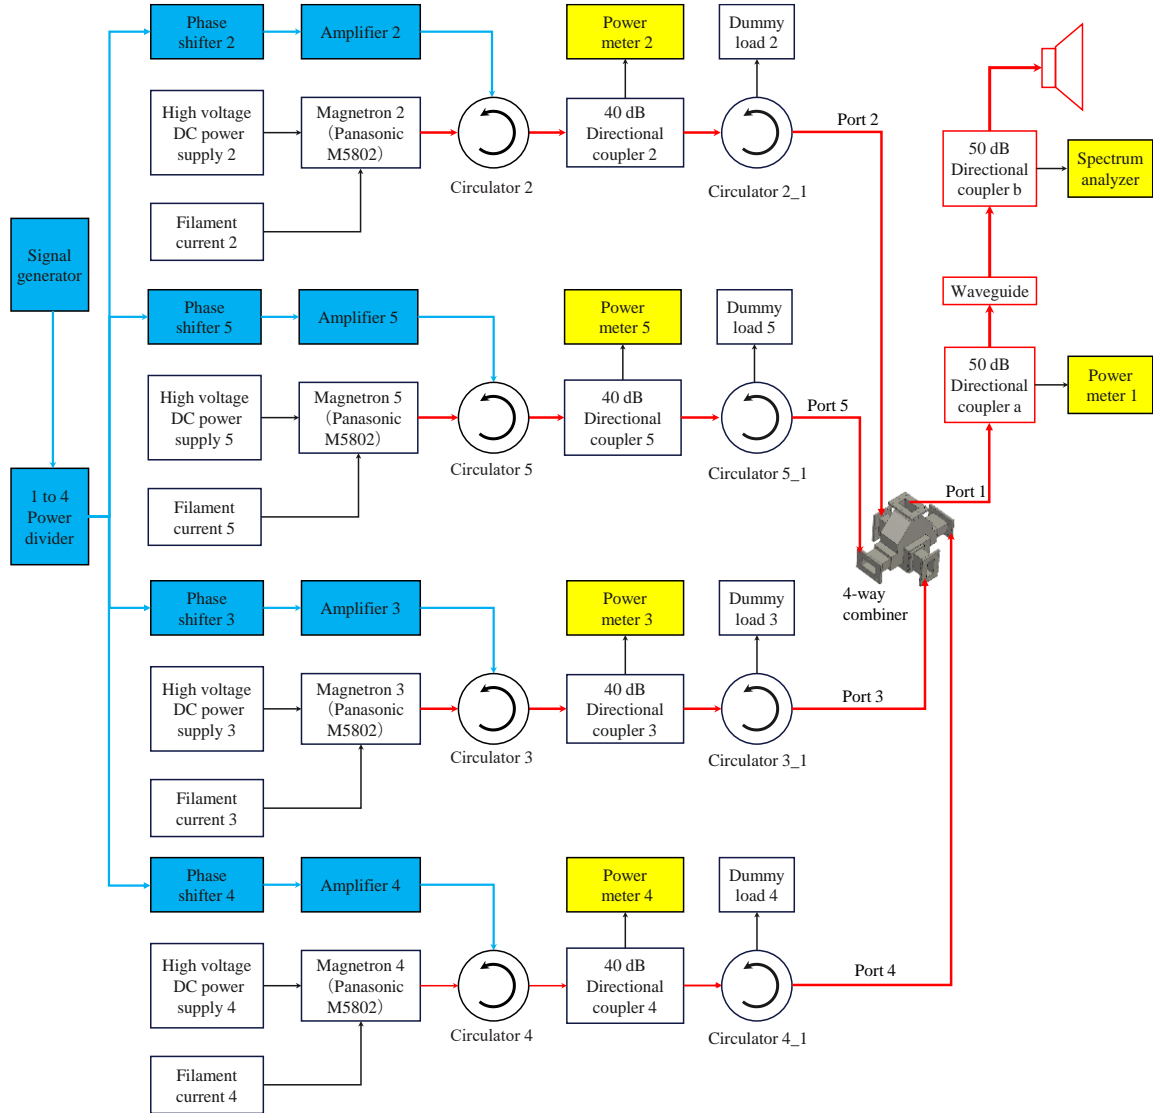 Phase
shifter 2
Amplifier 2
Power
meter 2
Dummy
load 2
High voltage
DC power
supply 2
Magnetron 2
（Panasonic
M5802）
Circulator 2
40 dB
Directional
coupler 2
Circulator 2_1
Port 2
Filament
current 2
50 dB
Directional
coupler b
Spectrum
analyzer
Signal
generator
Waveguide
Phase
shifter 5
Amplifier 5
Power
meter 5
Dummy
load 5
High voltage
DC power
supply 5
Magnetron 5
（Panasonic
M5802）
Circulator 5
40 dB
Directional
coupler 5
Circulator 5_1
Port 5
50 dB
Directional
coupler a
Power
meter 1
Filament
current 5
1 to 4
Power
divider
Port 1
4-way
combiner
Phase
shifter 3
Amplifier 3
Power
meter 3
Dummy
load 3
High voltage
DC power
supply 3
Magnetron 3
（Panasonic
M5802）
Circulator 3
40 dB
Directional
coupler 3
Circulator 3_1
Port 3
Filament
current 3
Phase
shifter 4
Amplifier 4
Power
meter 4
Dummy
load 4
High voltage
DC power
supply 4
Magnetron 4
（Panasonic
M5802）
Circulator 4
40 dB
Directional
coupler 4
Circulator 4_1
Port 4
Filament
current 4